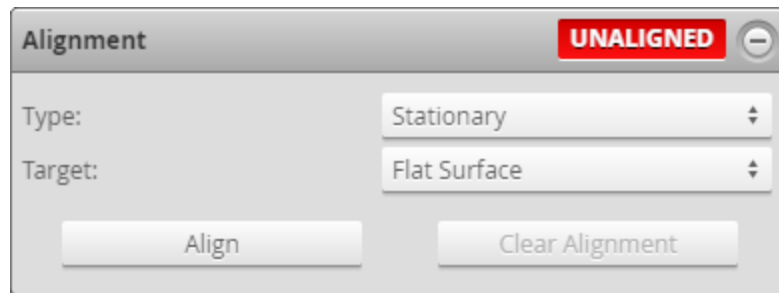 Alignment UNALIGNED
Type: Stationary
Target: Flat Surface
Align Clear Alignment